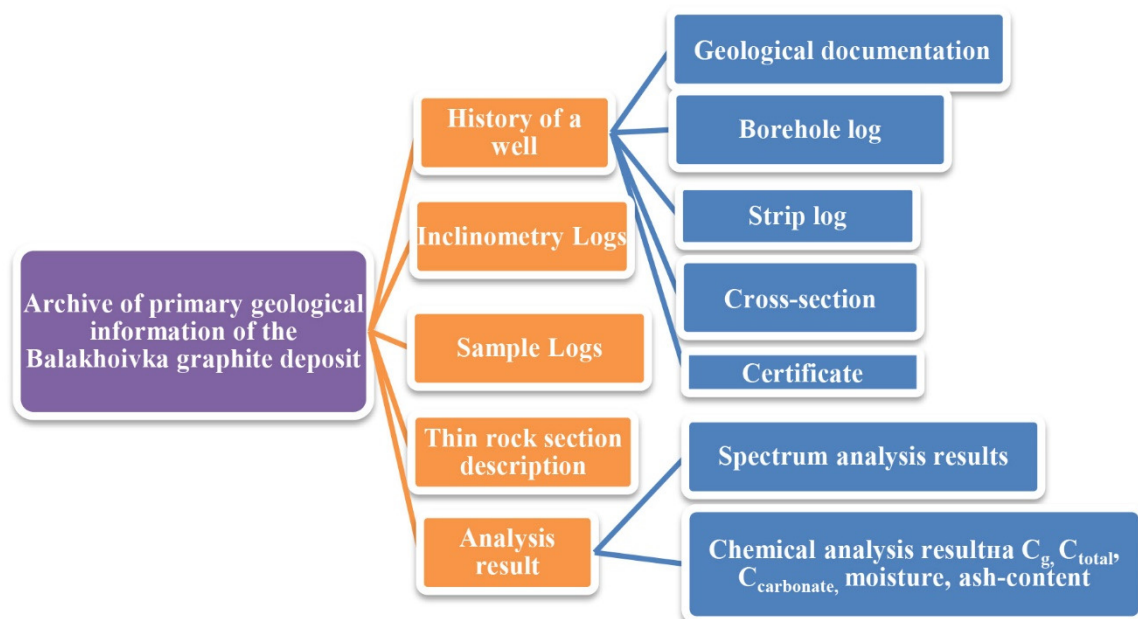 Archive of primary geological
information of the
Balakhoivka graphite deposit
History of a
well
Inclinometry Logs
Sample Logs
Thin rock section
description
Analysis
result
Geological documentation
Borehole log
Strip log
Cross-section
Certificate
Spectrum analysis results
Chemical analysis resultна Cg, Ctotal,
Ccarbonate, moisture, ash-content